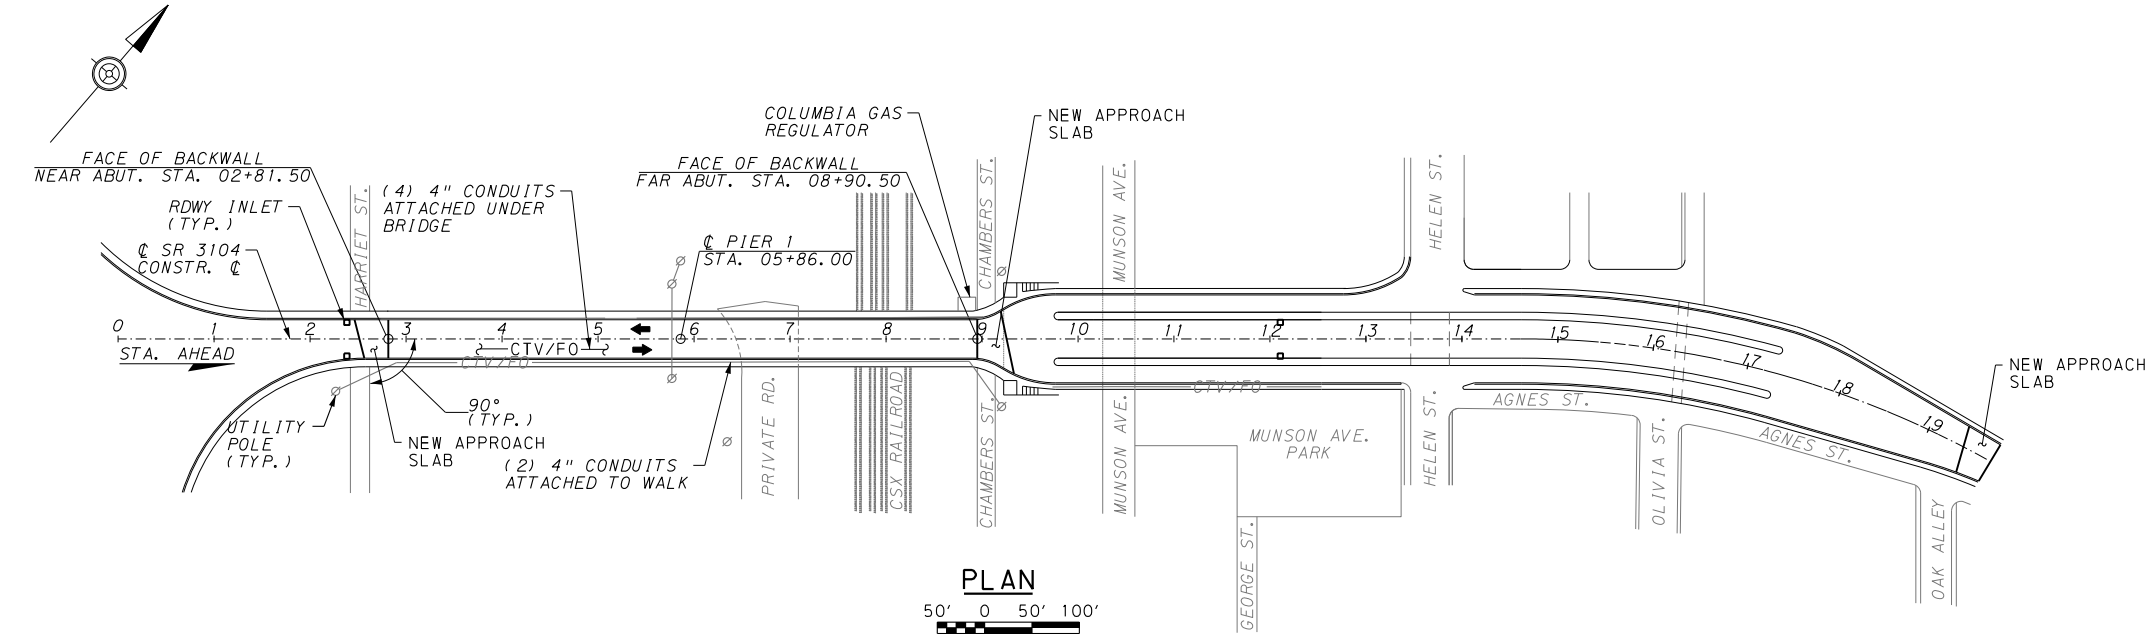 COLUMBIA GAS
REGULATOR
NEW APPROACH
SLAB
FACE OF BACKWALL
NEAR ABUT. STA. 02+81.50
FACE OF BACKWALL
FAR ABUT. STA. 08+90.50
(4) 4" CONDUITS
ATTACHED UNDER
BRIDGE
RDWY INLET
(TYP.)
℄ SR 3104
CONSTR. ℄
℄ PIER 1
STA. 05+86.00
HARRIET ST.
CHAMBERS ST.
MUNSON AVE.
HELEN ST.
0 1 2 3 4 5 6 7 8 9 10 11 12 13 14 15 16 17 18 19
STA. AHEAD
CTV/FO
CTV/FO
CTV/FO
90°
(TYP.)
UTILITY
POLE
(TYP.)
NEW APPROACH
SLAB
(2) 4" CONDUITS
ATTACHED TO WALK
PRIVATE RD.
CSX RAILROAD
CHAMBERS ST.
MUNSON AVE.
MUNSON AVE.
PARK
GEORGE ST.
HELEN ST.
AGNES ST.
OLIVIA ST.
AGNES ST.
OAK ALLEY
NEW APPROACH
SLAB
PLAN
50' 0 50' 100'